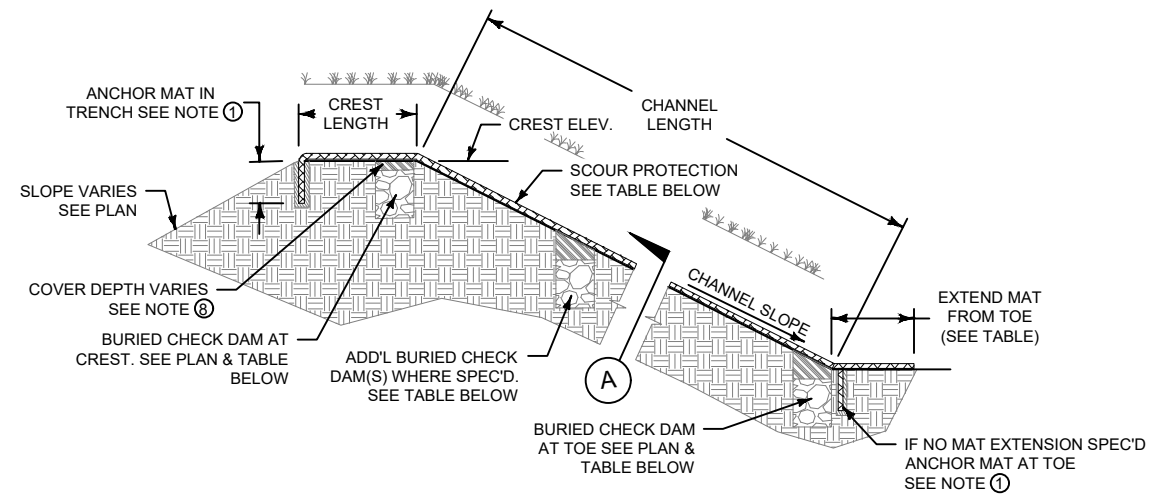 ANCHOR MAT IN
TRENCH SEE NOTE ①
CREST
LENGTH
CREST ELEV.
CHANNEL
LENGTH
SCOUR PROTECTION
SEE TABLE BELOW
SLOPE VARIES
SEE PLAN
COVER DEPTH VARIES
SEE NOTE ⑧
BURIED CHECK DAM AT
CREST. SEE PLAN & TABLE
BELOW
ADD'L BURIED CHECK
DAM(S) WHERE SPEC'D.
SEE TABLE BELOW
A
CHANNEL SLOPE
EXTEND MAT
FROM TOE
(SEE TABLE)
BURIED CHECK DAM
AT TOE SEE PLAN &
TABLE BELOW
IF NO MAT EXTENSION SPEC'D
ANCHOR MAT AT TOE
SEE NOTE ①